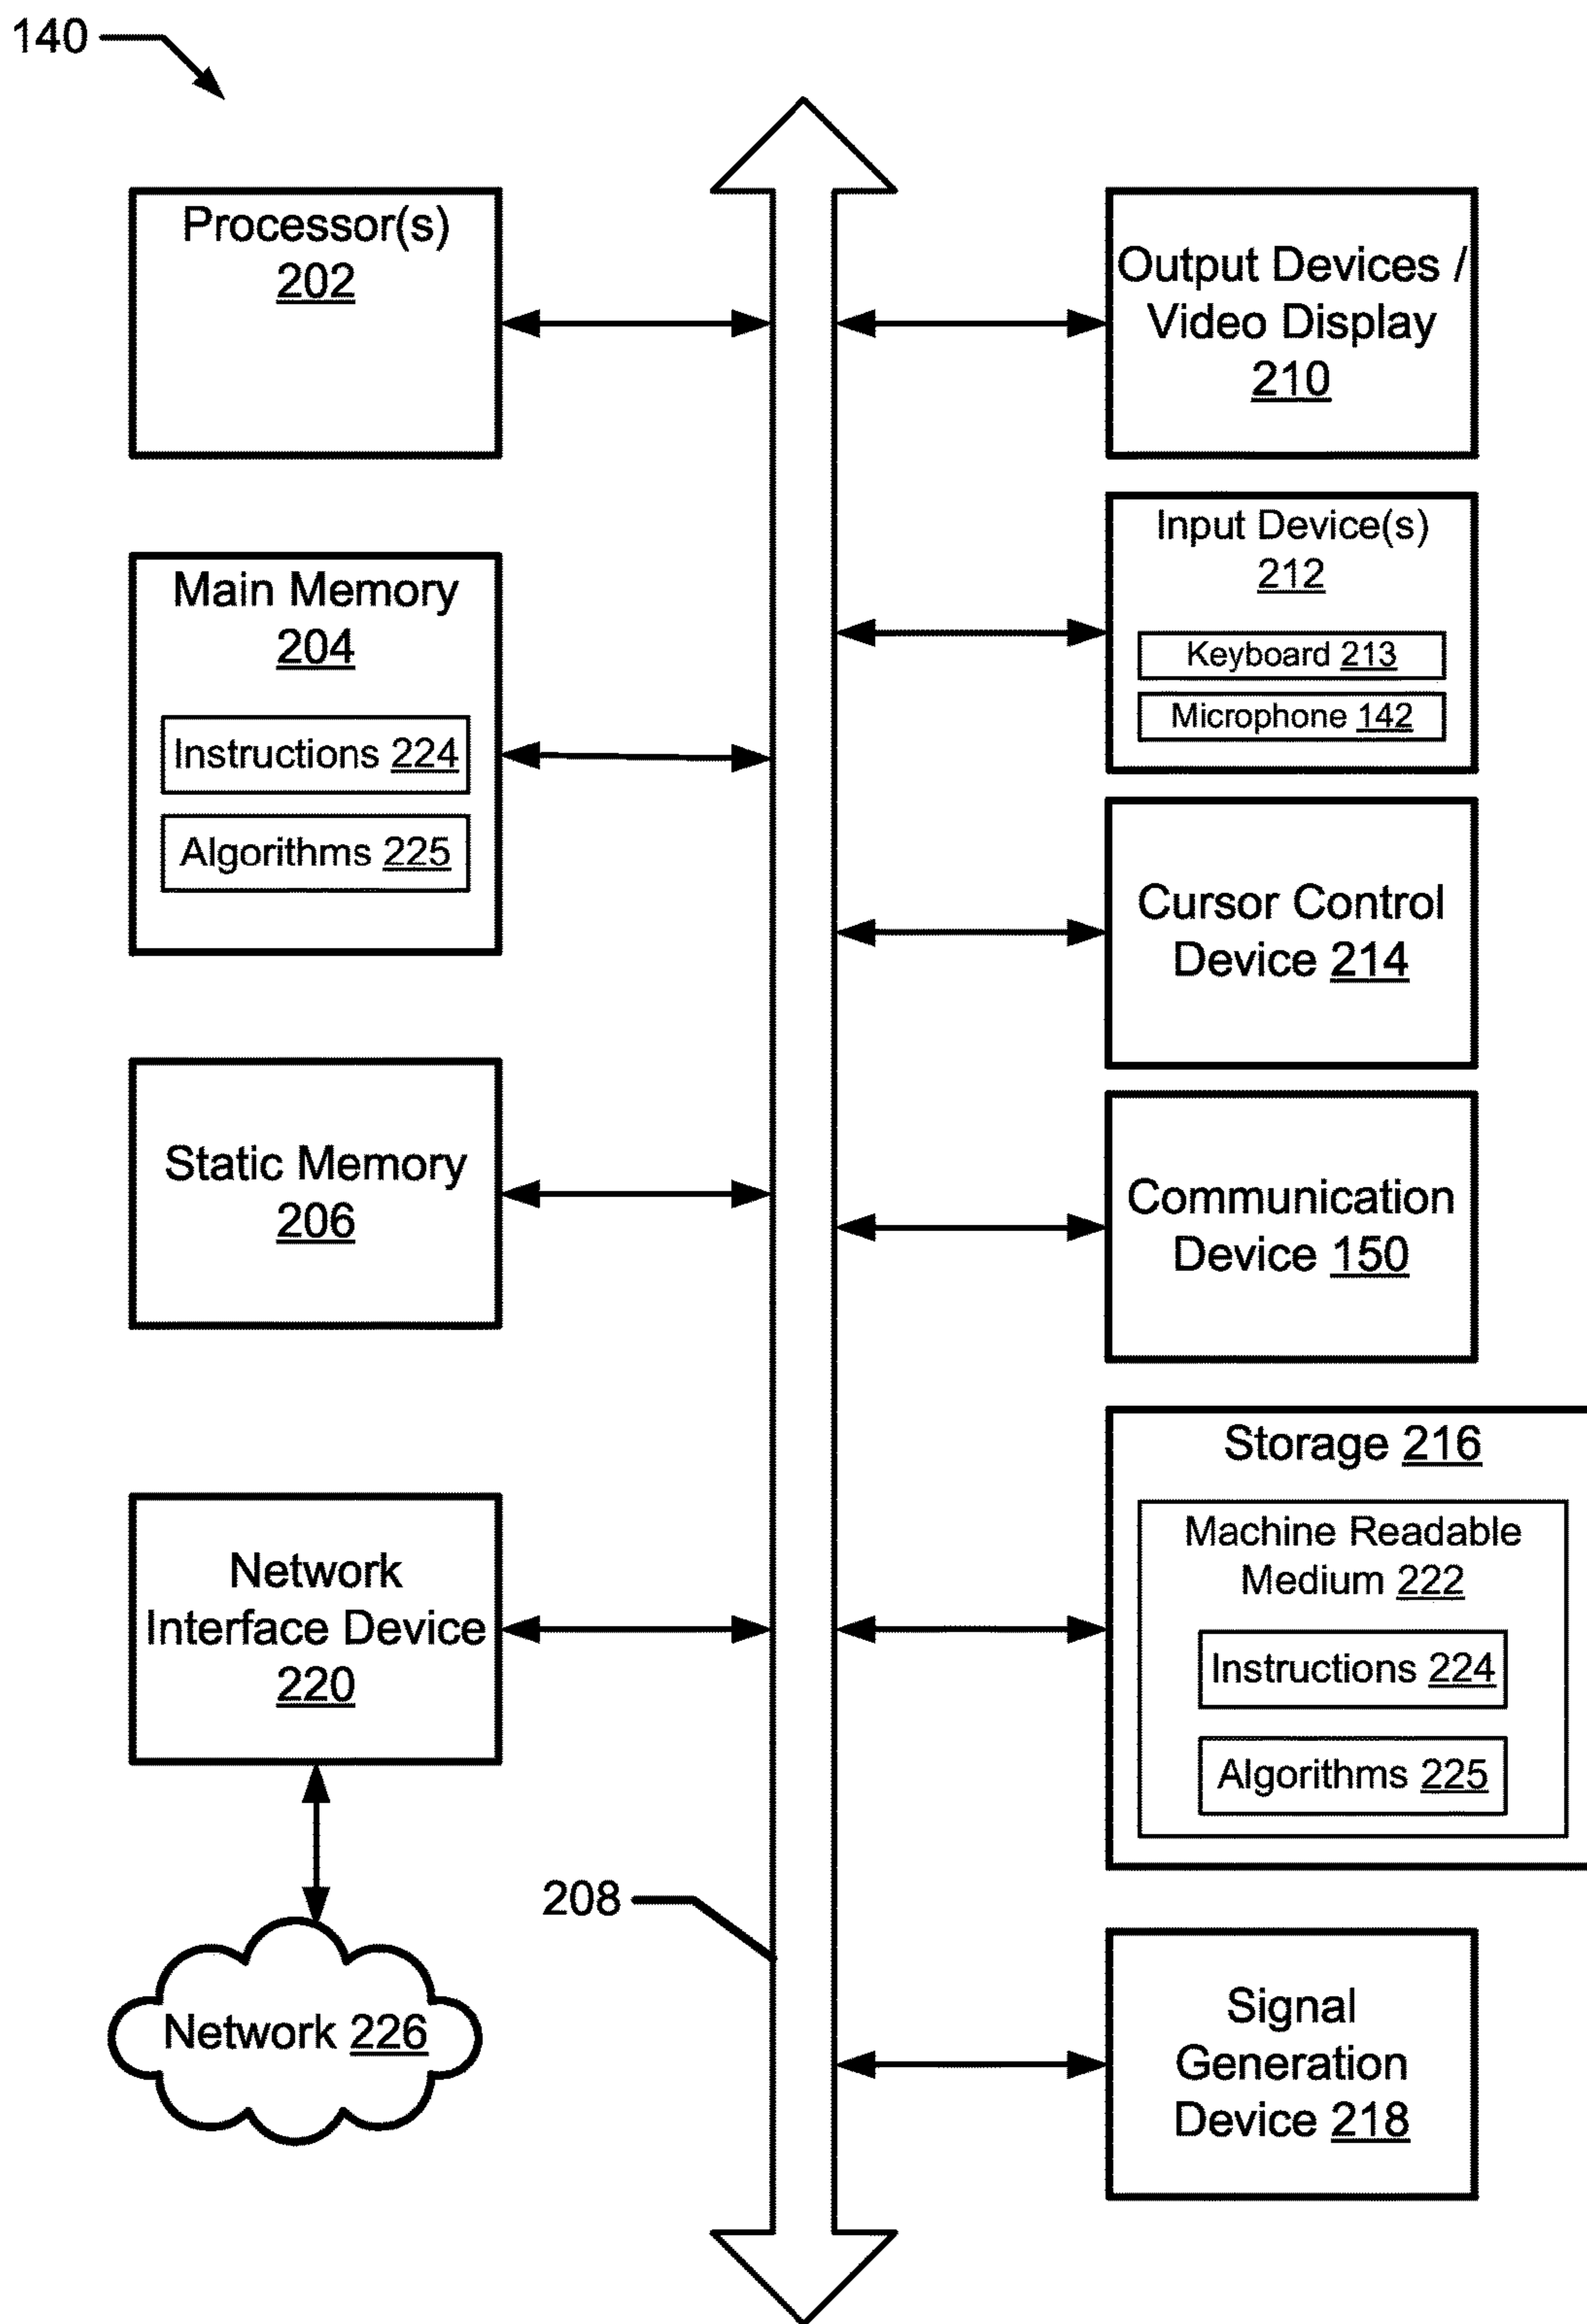 140
Processor(s)
202
Main Memory
204
Instructions 224
Algorithms 225
Static Memory
206
Network
Interface Device
220
Network 226
208
Output Devices /
Video Display
210
Input Device(s)
212
Keyboard 213
Microphone 142
Cursor Control
Device 214
Communication
Device 150
Storage 216
Machine Readable
Medium 222
Instructions 224
Algorithms 225
Signal
Generation
Device 218